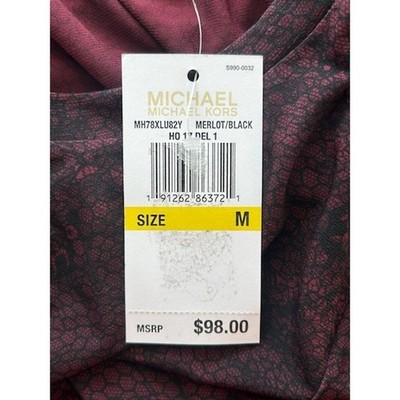 S990-0032
MICHAEL
MICHAEL KORS
MH78XLU82Y MERLOT/BLACK
HO 17 DEL 1
1 91262 86372 1
SIZE M
MSRP $98.00